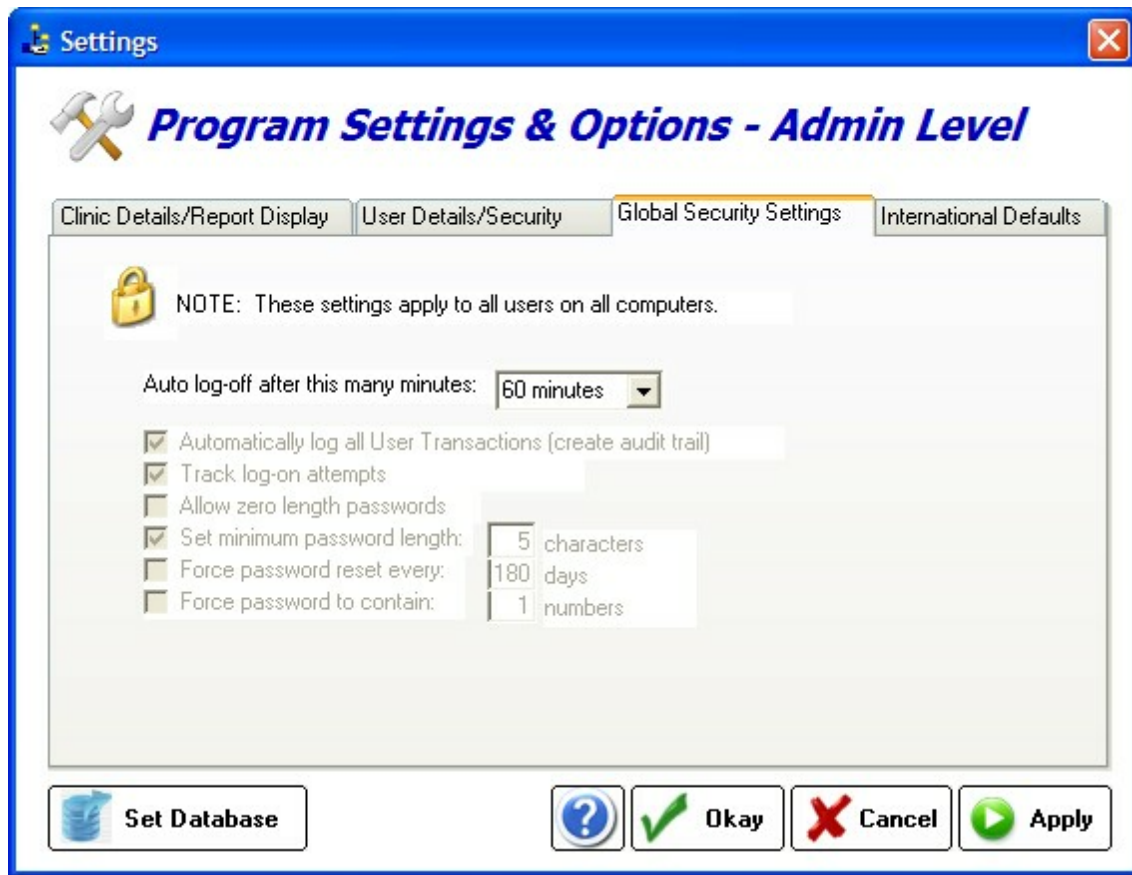 Settings
Program Settings & Options - Admin Level
Clinic Details/Report Display User Details/Security Global Security Settings International Defaults
NOTE: These settings apply to all users on all computers.
Auto log-off after this many minutes: 60 minutes
Automatically log all User Transactions (create audit trail)
Track log-on attempts
Allow zero length passwords
Set minimum password length: 5 characters
Force password reset every: 180 days
Force password to contain: 1 numbers
Set Database ? Okay Cancel Apply